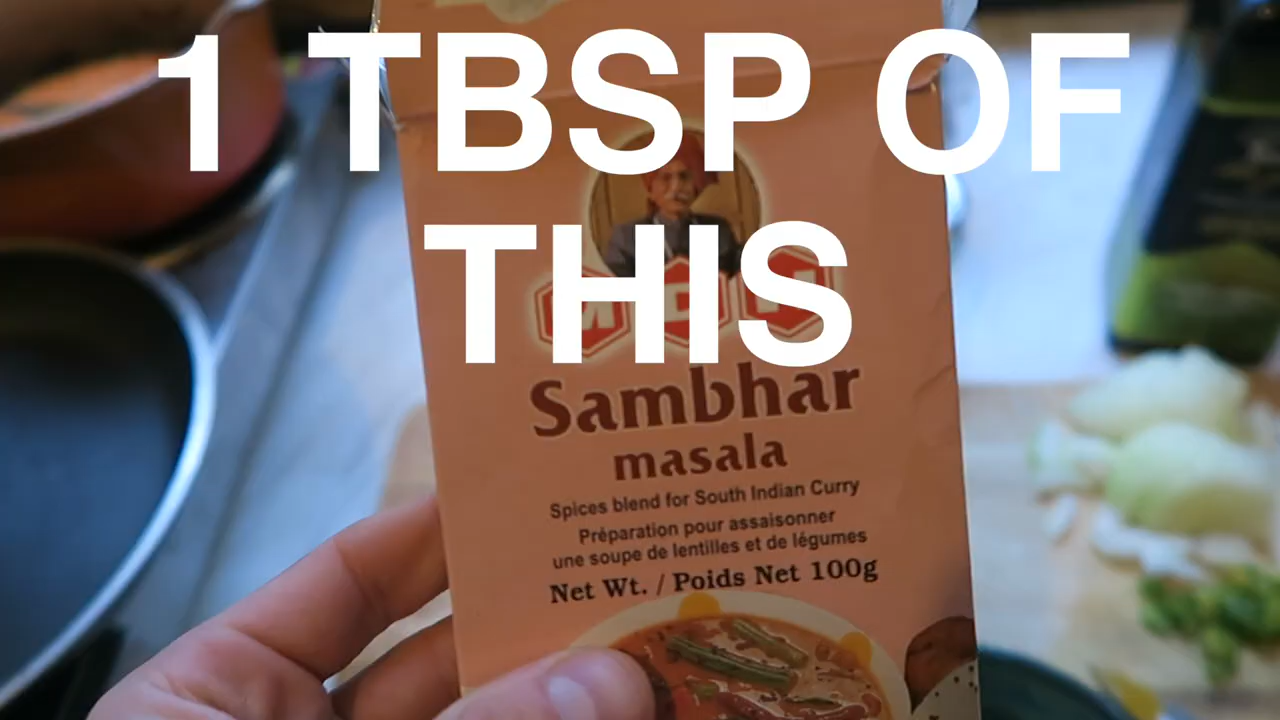 1 TBSP OF
THIS
MDH
Sambhar
masala
Spices blend for South Indian Curry
Préparation pour assaisonner
une soupe de lentilles et de légumes
Net Wt. / Poids Net 100g